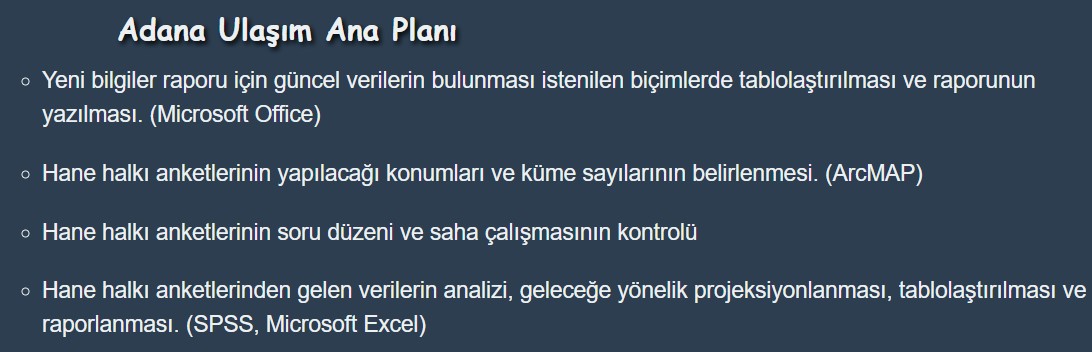 Adana Ulaşım Ana Planı
Yeni bilgiler raporu için güncel verilerin bulunması istenilen biçimlerde tablolaştırılması ve raporunun
yazılması. (Microsoft Office)
Hane halkı anketlerinin yapılacağı konumları ve küme sayılarının belirlenmesi. (ArcMAP)
Hane halkı anketlerinin soru düzeni ve saha çalışmasının kontrolü
Hane halkı anketlerinden gelen verilerin analizi, geleceğe yönelik projeksiyonlanması, tablolaştırılması ve
raporlanması. (SPSS, Microsoft Excel)